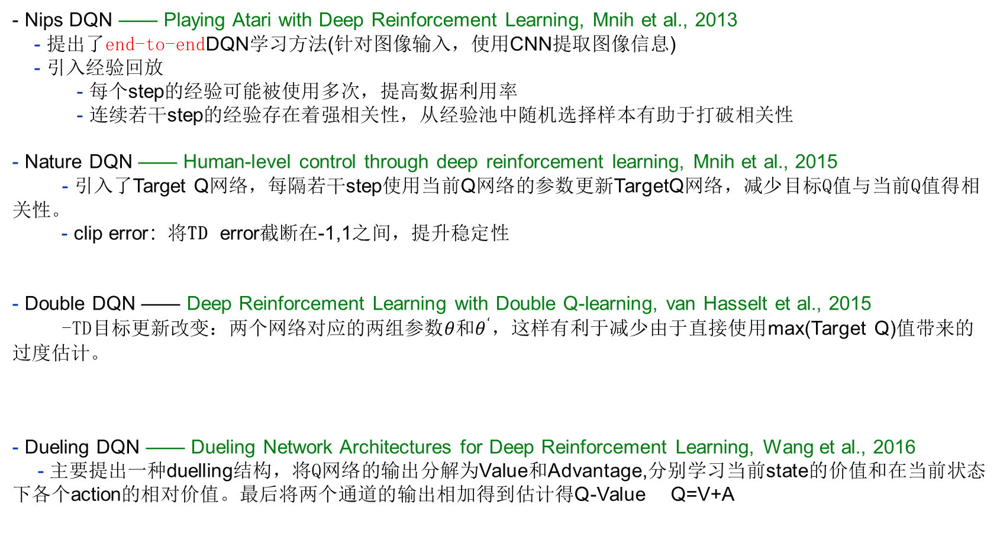 - Nips DQN —— Playing Atari with Deep Reinforcement Learning, Mnih et al., 2013
- 提出了end-to-endDQN学习方法(针对图像输入，使用CNN提取图像信息)
- 引入经验回放
- 每个step的经验可能被使用多次，提高数据利用率
- 连续若干step的经验存在着强相关性，从经验池中随机选择样本有助于打破相关性
- Nature DQN —— Human-level control through deep reinforcement learning, Mnih et al., 2015
- 引入了Target Q网络，每隔若干step使用当前Q网络的参数更新TargetQ网络，减少目标Q值与当前Q值得相
关性。
- clip error：将TD error截断在-1,1之间，提升稳定性
- Double DQN —— Deep Reinforcement Learning with Double Q-learning, van Hasselt et al., 2015
-TD目标更新改变：两个网络对应的两组参数θ和θ‘，这样有利于减少由于直接使用max(Target Q)值带来的
过度估计。
- Dueling DQN —— Dueling Network Architectures for Deep Reinforcement Learning, Wang et al., 2016
- 主要提出一种duelling结构，将Q网络的输出分解为Value和Advantage,分别学习当前state的价值和在当前状态
下各个action的相对价值。最后将两个通道的输出相加得到估计得Q-Value Q=V+A